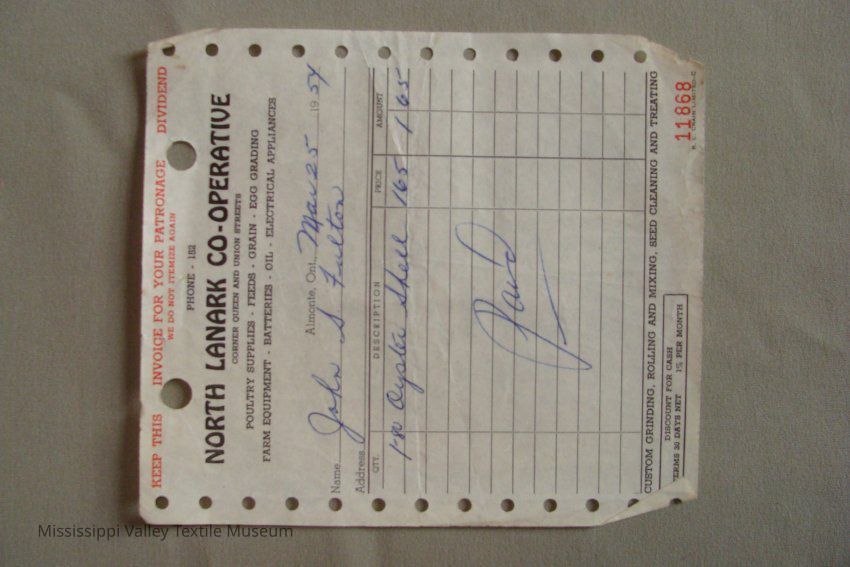 KEEP THIS INVOICE FOR YOUR PATRONAGE DIVIDEND
WE DO NOT ITEMIZE AGAIN
PHONE - 152
NORTH LANARK CO-OPERATIVE
CORNER QUEEN AND UNION STREETS
POULTRY SUPPLIES - FEEDS - GRAIN - EGG GRADING
FARM EQUIPMENT - BATTERIES - OIL - ELECTRICAL APPLIANCES
Almonte, Ont., Mar 25 1954
Name John S Fulton
Address
QTY. DESCRIPTION PRICE AMOUNT
1-80 Oyster Shell 165 1 65
Paid
CUSTOM GRINDING, ROLLING AND MIXING, SEED CLEANING AND TREATING
DISCOUNT FOR CASH
TERMS 30 DAYS NET 1% PER MONTH
11868
Mississippi Valley Textile Museum